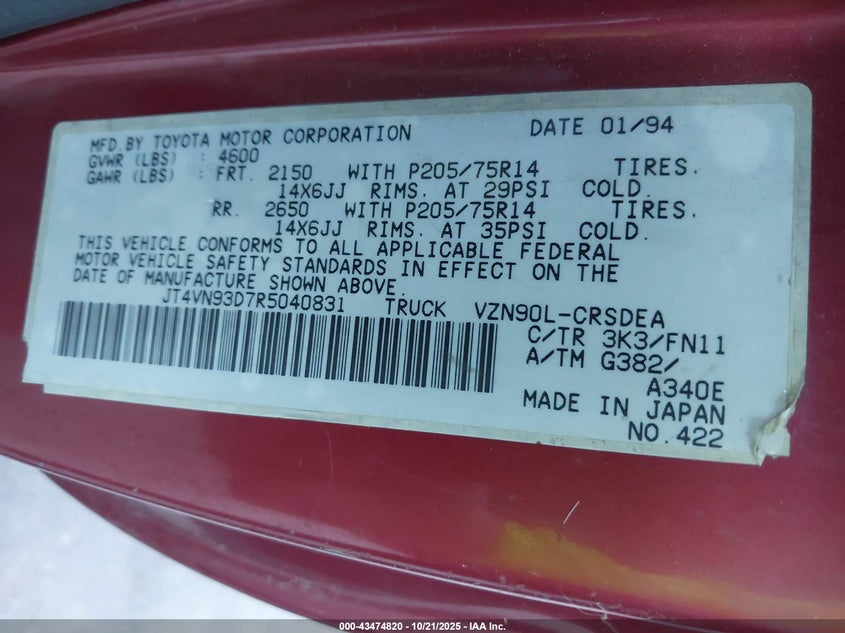 MFD.BY TOYOTA MOTOR CORPORATION DATE 01/94
GVWR (LBS) : 4600
GAWR (LBS) : FRT. 2150 WITH P205/75R14 TIRES.
14X6JJ RIMS. AT 29PSI COLD.
RR. 2650 WITH P205/75R14 TIRES.
14X6JJ RIMS. AT 35PSI COLD.
THIS VEHICLE CONFORMS TO ALL APPLICABLE FEDERAL
MOTOR VEHICLE SAFETY STANDARDS IN EFFECT ON THE
DATE OF MANUFACTURE SHOWN ABOVE.
JT4VN93D7R5040831 TRUCK VZN90L-CRSDEA
C/TR 3K3/FN11
A/TM G382/
A340E
MADE IN JAPAN
NO.422
000-43474820 - 10/21/2025 - IAA Inc.